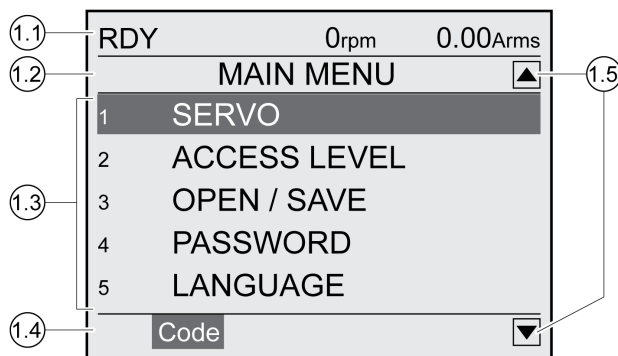 1.1 RDY 0rpm 0.00Arms
1.2 MAIN MENU 1.5
1 SERVO
2 ACCESS LEVEL
1.3 3 OPEN / SAVE
4 PASSWORD
5 LANGUAGE
1.4 Code